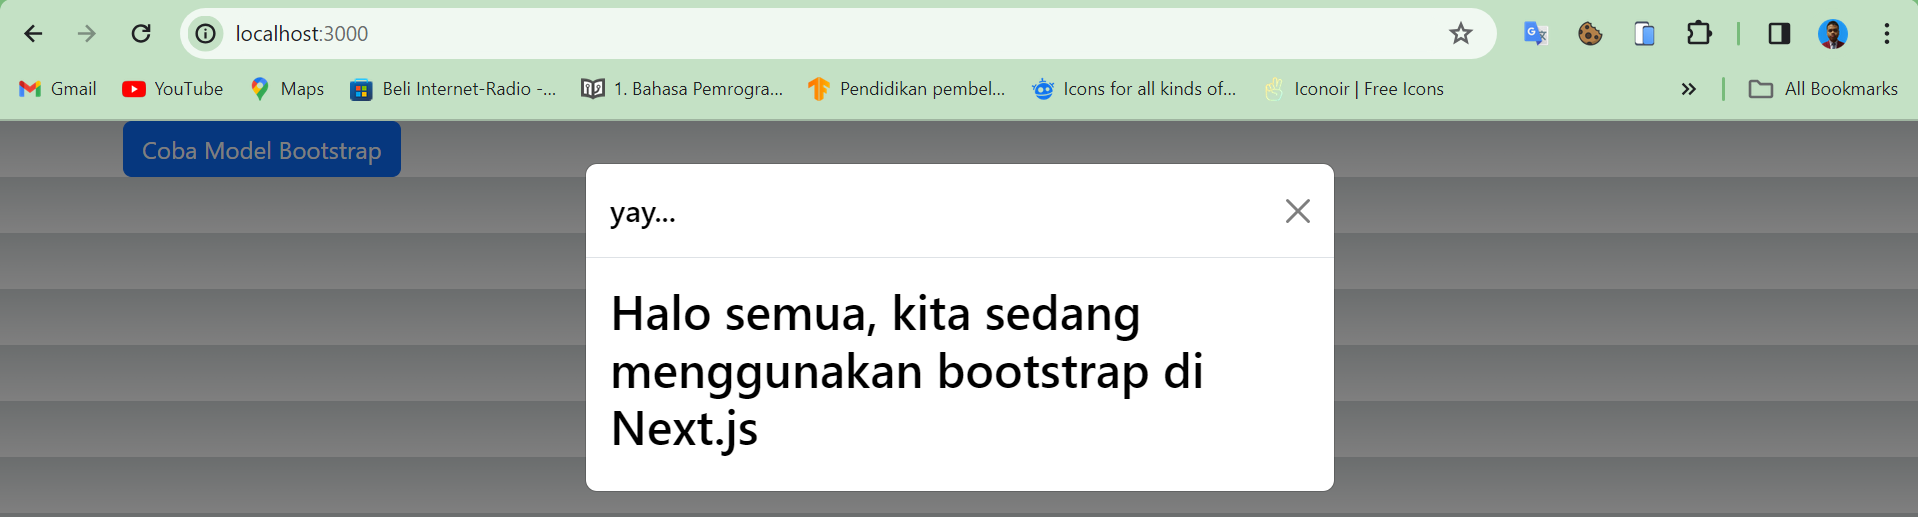 localhost:3000
Gmail YouTube Maps Beli Internet-Radio -... 1. Bahasa Pemrogra... Pendidikan pembel... Icons for all kinds of... Iconoir | Free Icons » All Bookmarks
Coba Model Bootstrap
yay...
Halo semua, kita sedang
menggunakan bootstrap di
Next.js